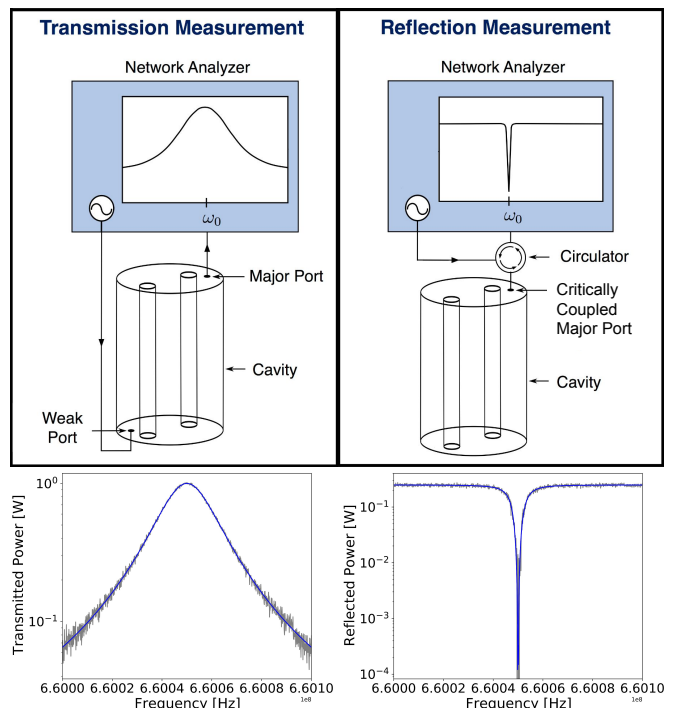 Transmission Measurement
Network Analyzer
ω₀
Major Port
Cavity
Weak
Port
Reflection Measurement
Network Analyzer
ω₀
Circulator
Critically
Coupled
Major Port
Cavity
Transmitted Power [W]
10⁰
10⁻¹
6.6000 6.6002 6.6004 6.6006 6.6008 6.6010
Frequency [Hz]
1e8
Reflected Power [W]
10⁻¹
10⁻²
10⁻³
10⁻⁴
6.6000 6.6002 6.6004 6.6006 6.6008 6.6010
Frequency [Hz]
1e8